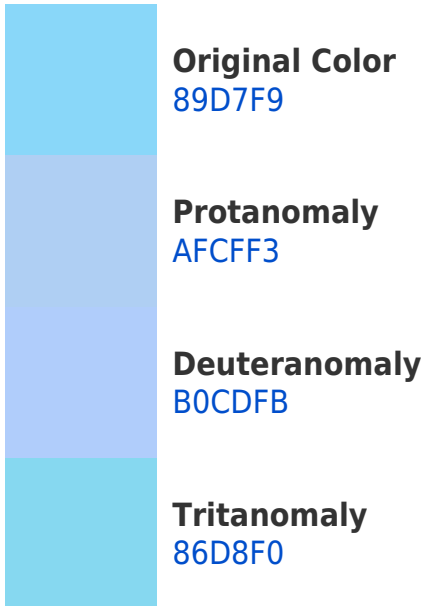 Original Color
89D7F9
Protanomaly
AFCFF3
Deuteranomaly
B0CDFB
Tritanomaly
86D8F0